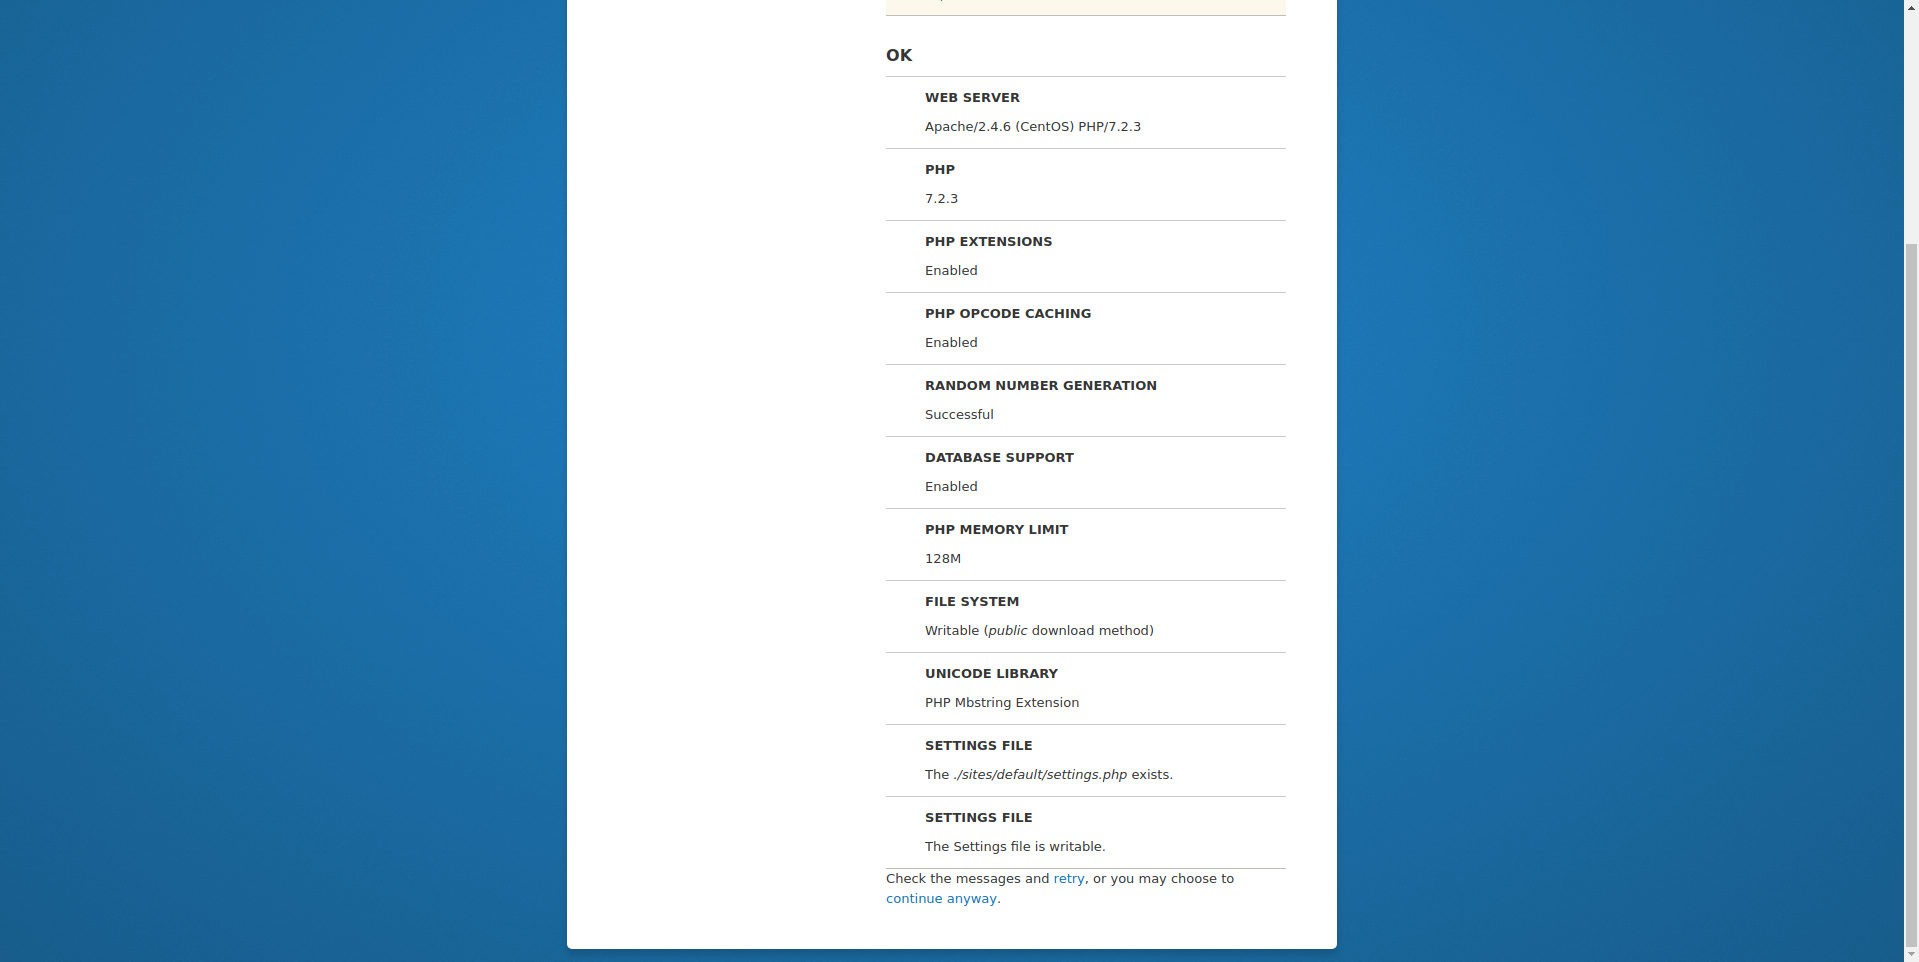 OK
WEB SERVER
Apache/2.4.6 (CentOS) PHP/7.2.3
PHP
7.2.3
PHP EXTENSIONS
Enabled
PHP OPCODE CACHING
Enabled
RANDOM NUMBER GENERATION
Successful
DATABASE SUPPORT
Enabled
PHP MEMORY LIMIT
128M
FILE SYSTEM
Writable (public download method)
UNICODE LIBRARY
PHP Mbstring Extension
SETTINGS FILE
The ./sites/default/settings.php exists.
SETTINGS FILE
The Settings file is writable.
Check the messages and retry, or you may choose to
continue anyway.